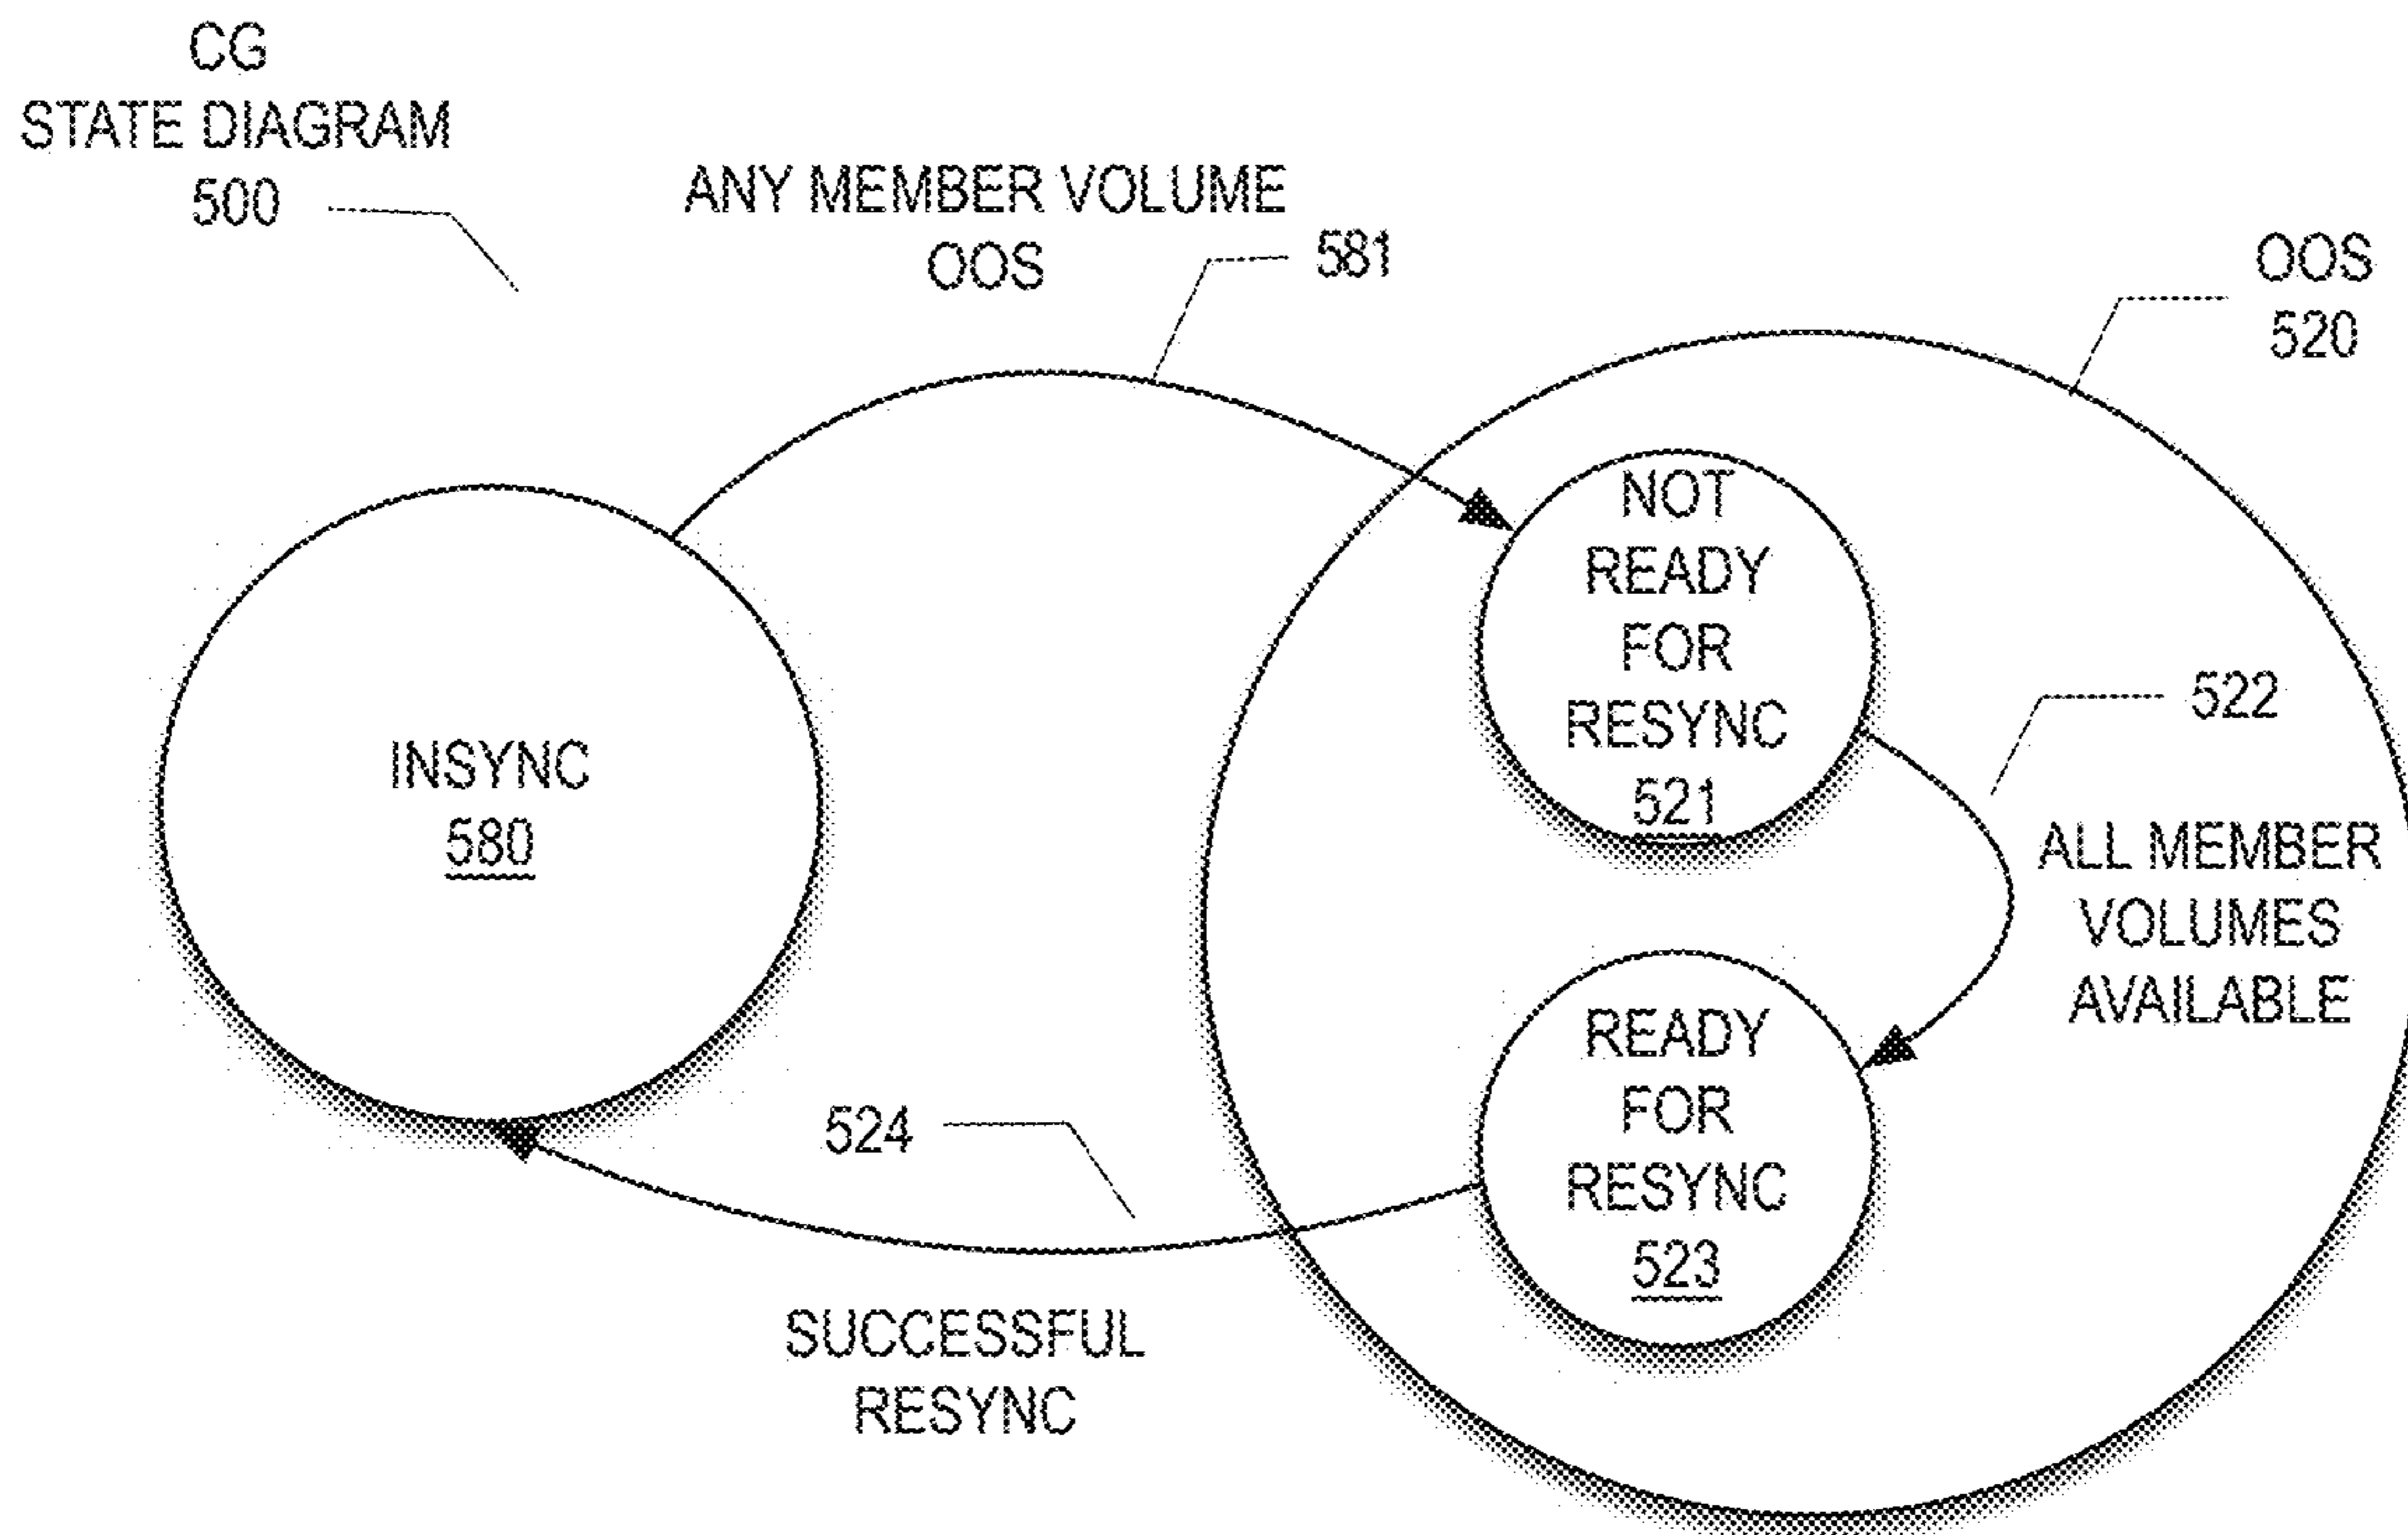 CG
STATE DIAGRAM
500
ANY MEMBER VOLUME
OOS
581
OOS
520
NOT
READY
FOR
RESYNC
521
522
INSYNC
580
ALL MEMBER
VOLUMES
AVAILABLE
READY
FOR
RESYNC
523
524
SUCCESSFUL
RESYNC